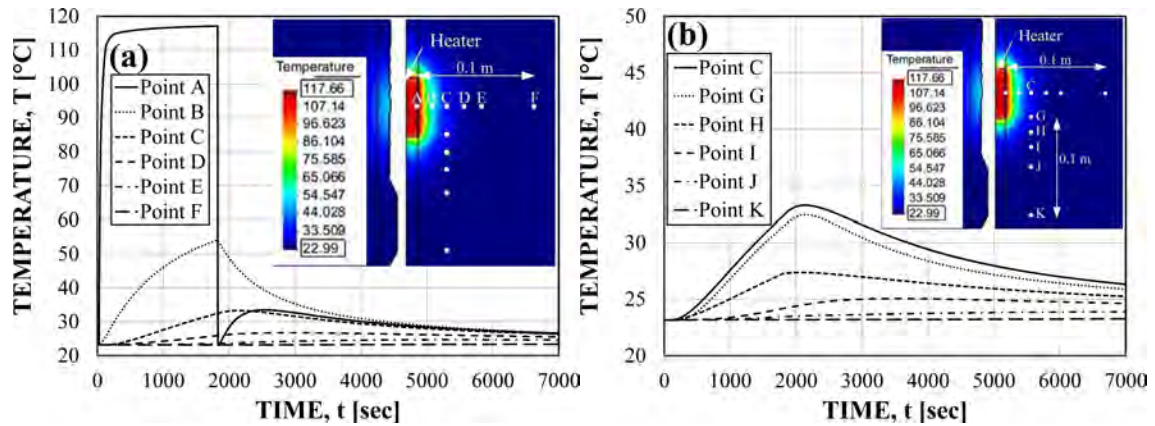 120
110
100
90
80
70
60
50
40
30
20
TEMPERATURE, T [°C]
(a)
Point A
Point B
Point C
Point D
Point E
Point F
Temperature
117.66
107.14
96.623
86.104
75.585
65.066
54.547
44.028
33.509
22.99
Heater
0.1 m
A C D E F
0 1000 2000 3000 4000 5000 6000 7000
TIME, t [sec]
50
45
40
35
30
25
20
TEMPERATURE, T [°C]
(b)
Point C
Point G
Point H
Point I
Point J
Point K
Temperature
117.66
107.14
96.623
86.104
75.585
65.066
54.547
44.028
33.509
22.99
Heater
0.1 m
C
G
H
I
J
0.1 m
K
0 1000 2000 3000 4000 5000 6000 7000
TIME, t [sec]